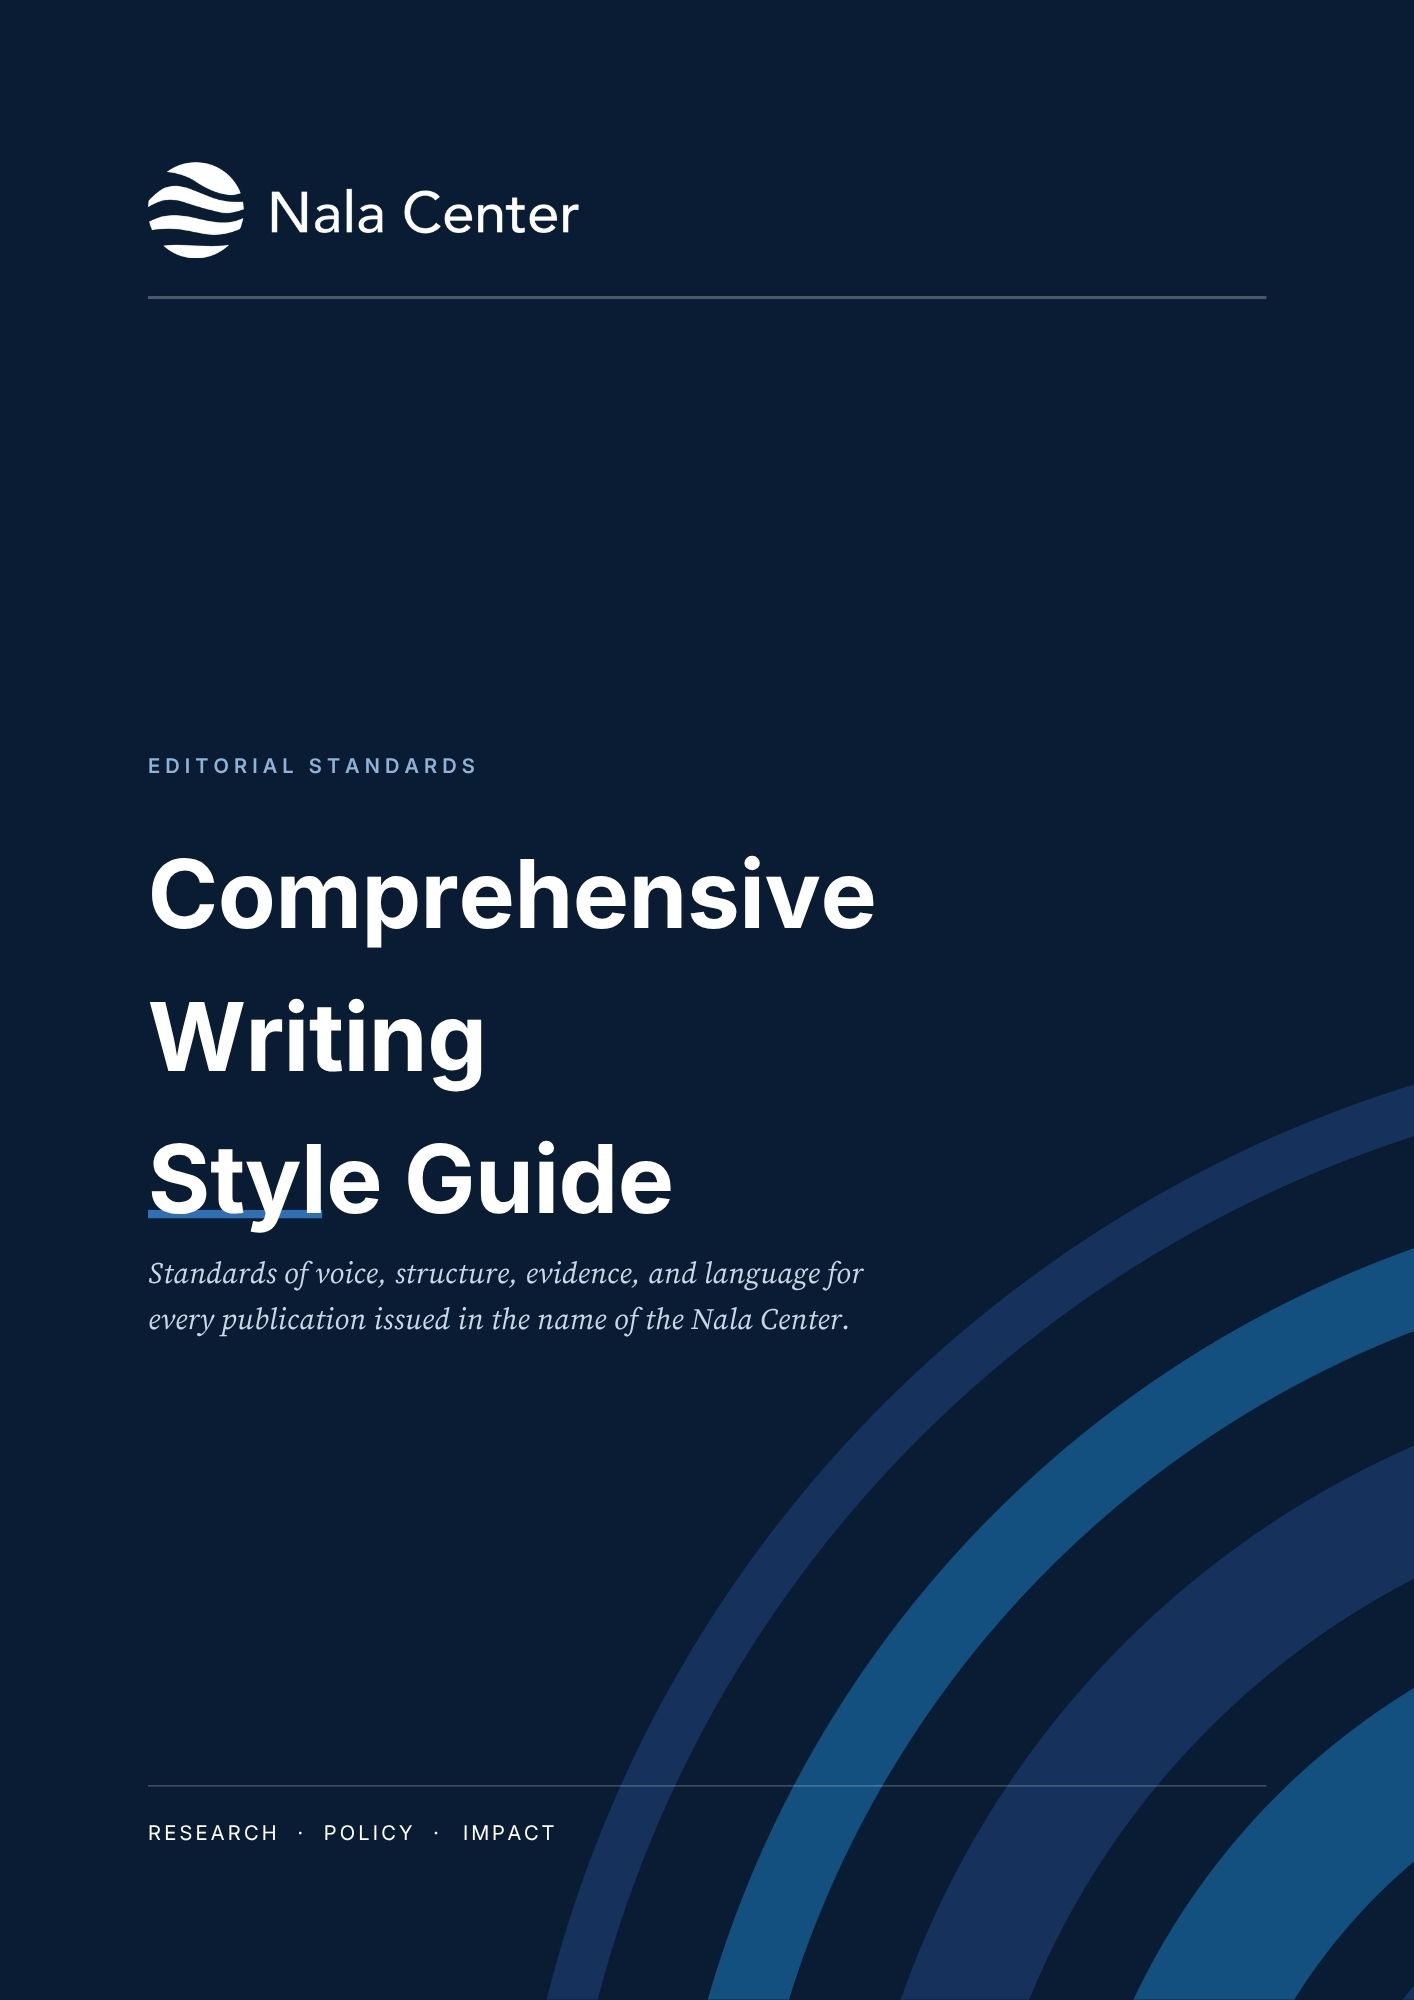 Nala Center
EDITORIAL STANDARDS
Comprehensive
Writing
Style Guide
Standards of voice, structure, evidence, and language for
every publication issued in the name of the Nala Center.
RESEARCH · POLICY · IMPACT